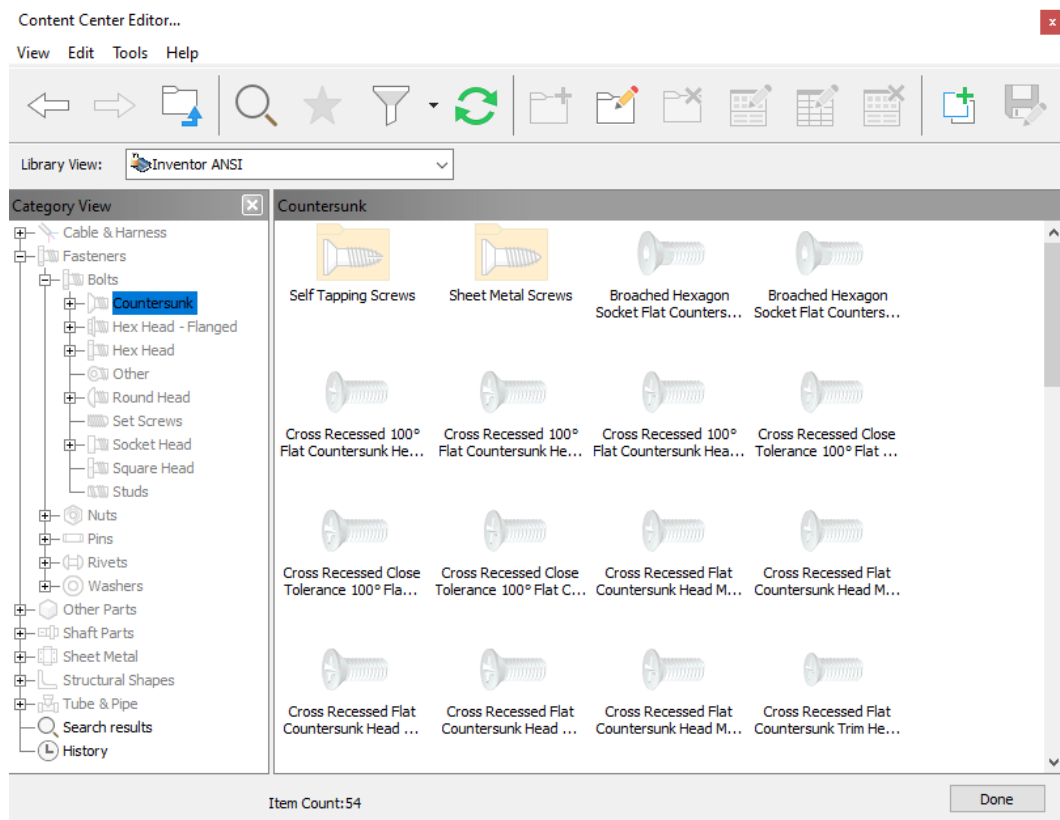 Content Center Editor...
x
View Edit Tools Help
Library View: Inventor ANSI
Category View
Countersunk
Cable & Harness
Fasteners
Bolts
Countersunk
Hex Head - Flanged
Hex Head
Other
Round Head
Set Screws
Socket Head
Square Head
Studs
Nuts
Pins
Rivets
Washers
Other Parts
Shaft Parts
Sheet Metal
Structural Shapes
Tube & Pipe
Search results
History
Self Tapping Screws
Sheet Metal Screws
Broached Hexagon
Socket Flat Counters...
Broached Hexagon
Socket Flat Counters...
Cross Recessed 100°
Flat Countersunk He...
Cross Recessed 100°
Flat Countersunk He...
Cross Recessed 100°
Flat Countersunk Hea...
Cross Recessed Close
Tolerance 100° Flat ...
Cross Recessed Close
Tolerance 100° Fla...
Cross Recessed Close
Tolerance 100° Flat C...
Cross Recessed Flat
Countersunk Head M...
Cross Recessed Flat
Countersunk Head M...
Cross Recessed Flat
Countersunk Head ...
Cross Recessed Flat
Countersunk Head ...
Cross Recessed Flat
Countersunk Head M...
Cross Recessed Flat
Countersunk Trim He...
Item Count:54
Done